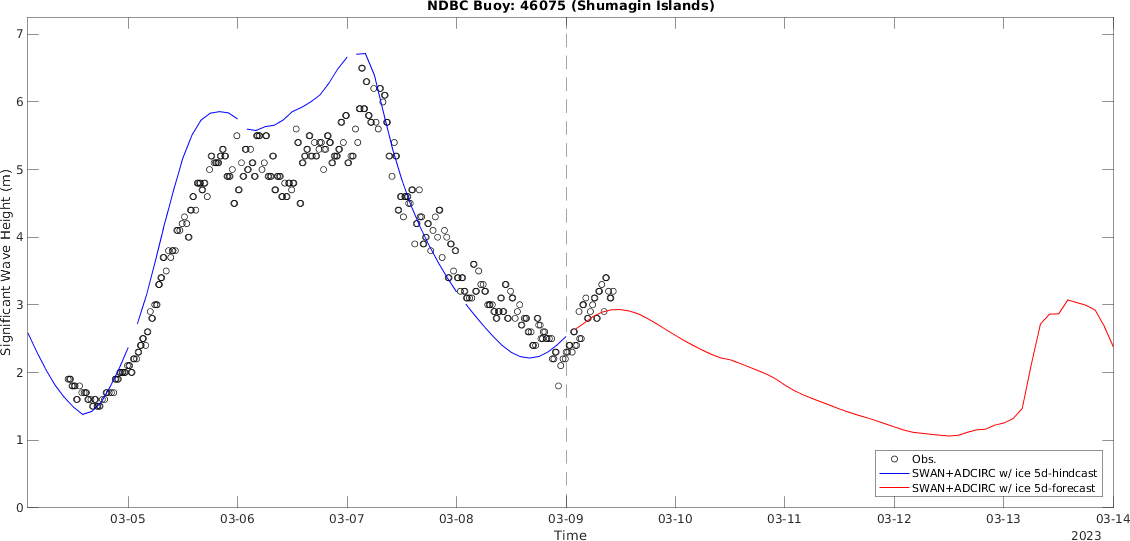 NDBC Buoy: 46075 (Shumagin Islands)
7
6
5
4
3
2
1
0
Significant Wave Height (m)
Obs.
SWAN+ADCIRC w/ ice 5d-hindcast
SWAN+ADCIRC w/ ice 5d-forecast
03-05 03-06 03-07 03-08 03-09 03-10 03-11 03-12 03-13 03-14
Time
2023